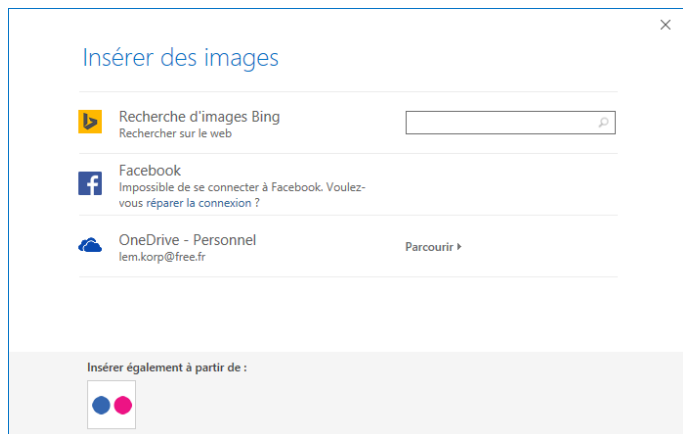 Insérer des images
Recherche d'images Bing
Rechercher sur le web
Facebook
Impossible de se connecter à Facebook. Voulez-
vous réparer la connexion ?
OneDrive - Personnel
lem.korp@free.fr
Parcourir
Insérer également à partir de :